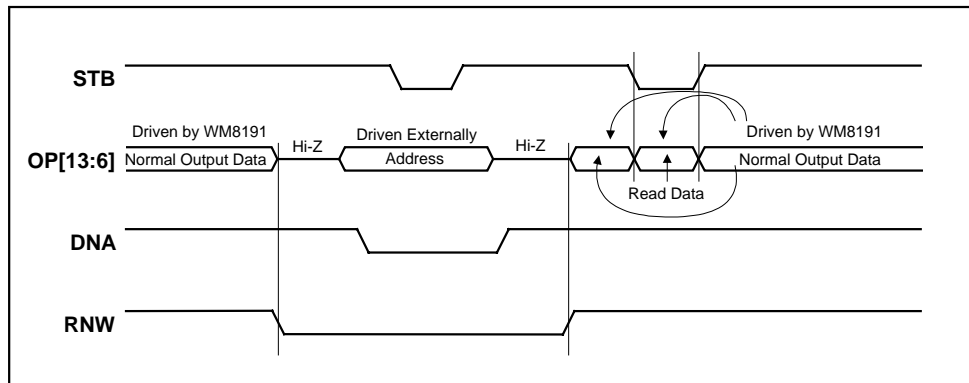 STB
Driven by WM8191
Hi-Z
Driven Externally
Hi-Z
Driven by WM8191
OP[13:6]
Normal Output Data
Address
Normal Output Data
Read Data
DNA
RNW